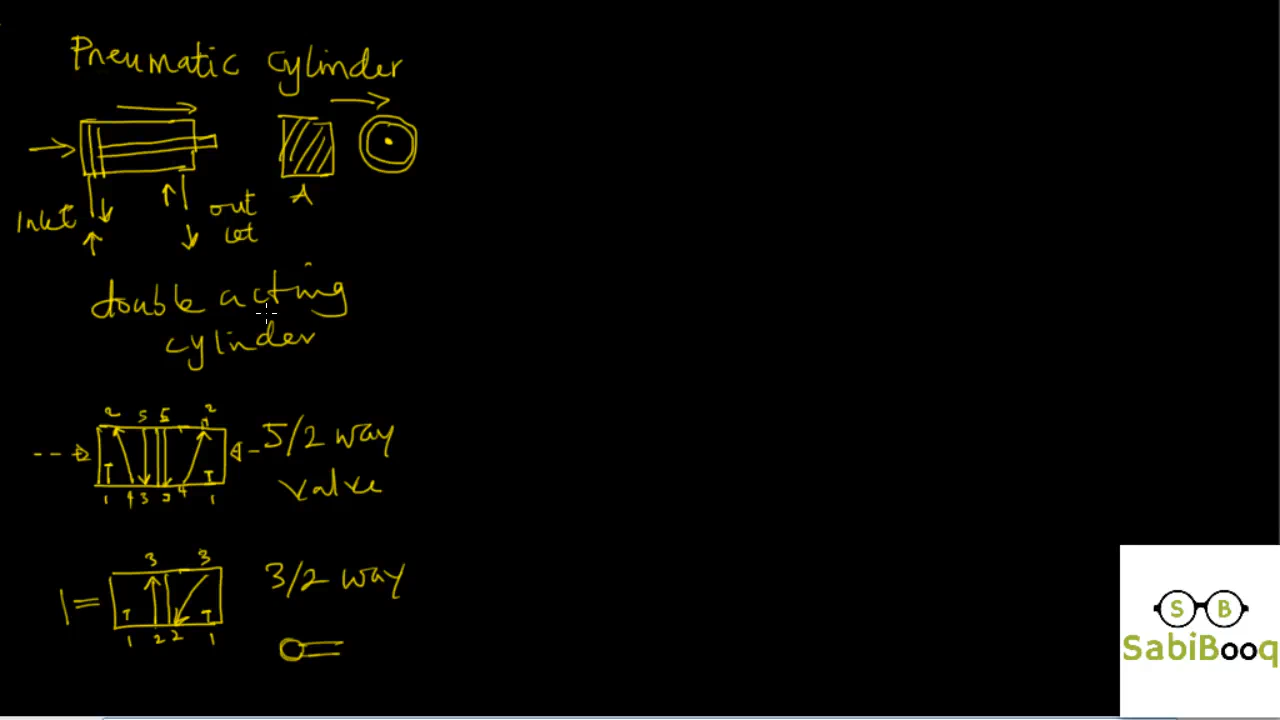 Pneumatic cylinder
A
Inlet
out
let
double acting
cylinder
2 5 5 2
5/2 way
T T
valve
1 4 3 3 4 1
3 3
3/2 way
T T
1 2 2 1
S B
SabiBooq